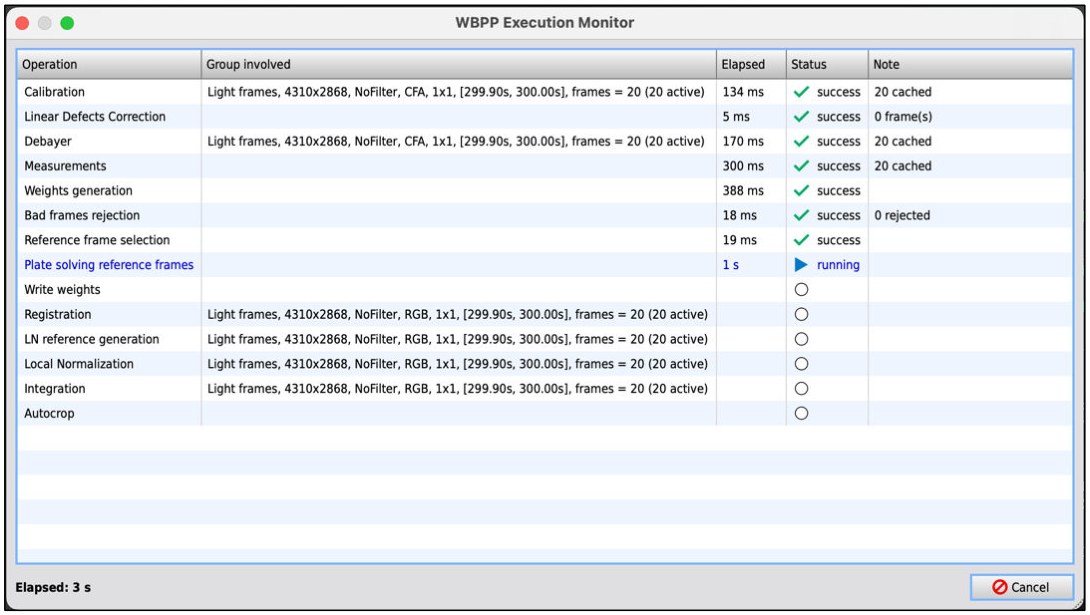 WBPP Execution Monitor
Operation Group involved Elapsed Status Note
Calibration Light frames, 4310x2868, NoFilter, CFA, 1x1, [299.90s, 300.00s], frames = 20 (20 active) 134 ms success 20 cached
Linear Defects Correction 5 ms success 0 frame(s)
Debayer Light frames, 4310x2868, NoFilter, CFA, 1x1, [299.90s, 300.00s], frames = 20 (20 active) 170 ms success 20 cached
Measurements 300 ms success 20 cached
Weights generation 388 ms success
Bad frames rejection 18 ms success 0 rejected
Reference frame selection 19 ms success
Plate solving reference frames 1 s running
Write weights
Registration Light frames, 4310x2868, NoFilter, RGB, 1x1, [299.90s, 300.00s], frames = 20 (20 active)
LN reference generation Light frames, 4310x2868, NoFilter, RGB, 1x1, [299.90s, 300.00s], frames = 20 (20 active)
Local Normalization Light frames, 4310x2868, NoFilter, RGB, 1x1, [299.90s, 300.00s], frames = 20 (20 active)
Integration Light frames, 4310x2868, NoFilter, RGB, 1x1, [299.90s, 300.00s], frames = 20 (20 active)
Autocrop
Elapsed: 3 s Cancel